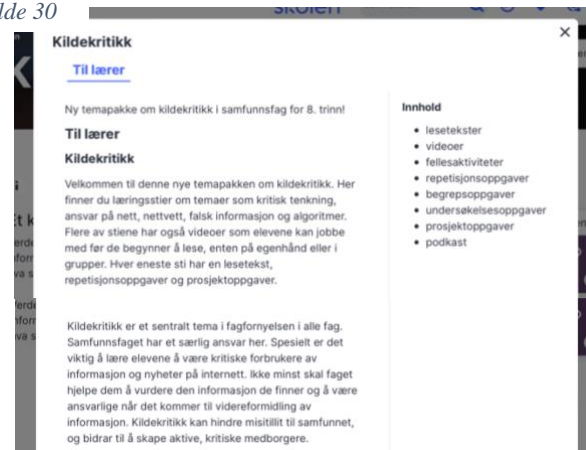 lde 30
skolen
Kildekritikk
Til lærer
Ny temapakke om kildekritikk i samfunnsfag for 8. trinn!
Til lærer
Kildekritikk
Velkommen til denne nye temapakken om kildekritikk. Her
finner du læringsstier om temaer som kritisk tenkning,
ansvar på nett, nettvett, falsk informasjon og algoritmer.
Flere av stiene har også videoer som elevene kan jobbe
med før de begynner å lese, enten på egenhånd eller i
grupper. Hver eneste sti har en lesetekst,
repetisjonsoppgaver og prosjektoppgaver.
Kildekritikk er et sentralt tema i fagfornyelsen i alle fag.
Samfunnsfaget har et særlig ansvar her. Spesielt er det
viktig å lære elevene å være kritiske forbrukere av
informasjon og nyheter på internett. Ikke minst skal faget
hjelpe dem å vurdere den informasjon de finner og å være
ansvarlige når det kommer til videreformidling av
informasjon. Kildekritikk kan hindre misitillit til samfunnet,
og bidrar til å skape aktive, kritiske medborgere.
Innhold
lesetekster
videoer
fellesaktiviteter
repetisjonsoppgaver
begrepsoppgaver
undersøkelsesoppgaver
prosjektoppgaver
podkast